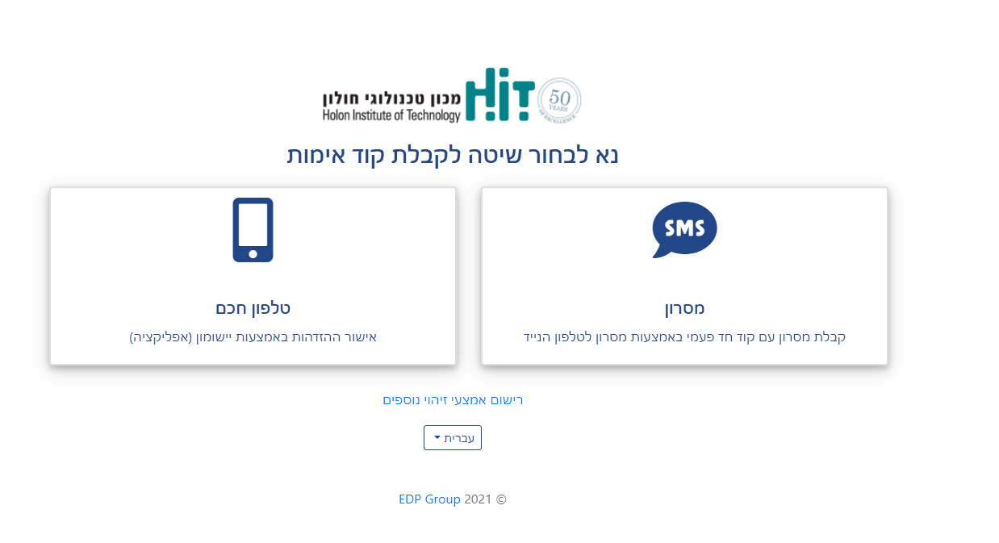 מכון טכנולוגי חולון
Holon Institute of Technology
HiT
50
YEARS
OF EXCELLENCE
נא לבחור שיטה לקבלת קוד אימות
SMS
מסרון
קבלת מסרון עם קוד חד פעמי באמצעות מסרון לטלפון הנייד
טלפון חכם
אישור ההזדהות באמצעות יישומון (אפליקציה)
רישום אמצעי זיהוי נוספים
עברית
EDP Group 2021 ©